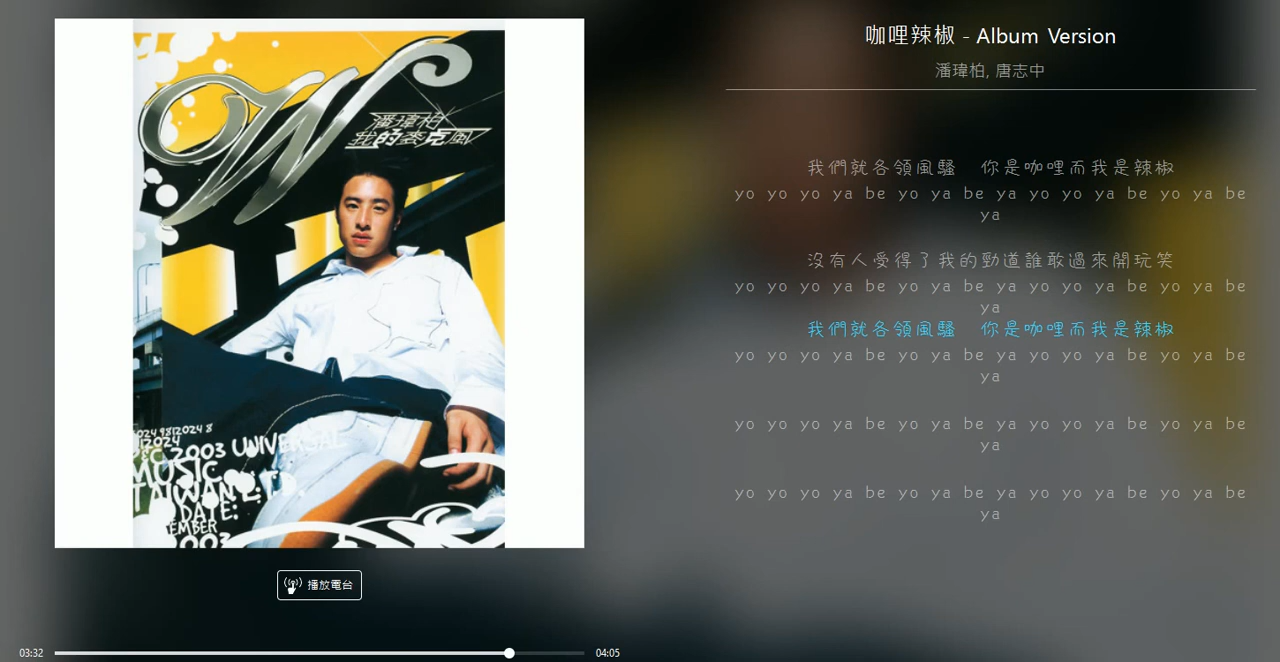 W
潘瑋柏
我的麥克風
2024 9812024 8
12024
P&C 2003 UNIVERSAL
MUSIC
TAIWAN LTD.
DATE:
EMBER
2003
播放電台
03:32
04:05
咖哩辣椒 - Album Version
潘瑋柏, 唐志中
我們就各領風騷 你是咖哩而我是辣椒
yo yo yo ya be yo ya be ya yo yo ya be yo ya be
ya
沒有人受得了我的勁道誰敢過來開玩笑
yo yo yo ya be yo ya be ya yo yo ya be yo ya be
ya
我們就各領風騷 你是咖哩而我是辣椒
yo yo yo ya be yo ya be ya yo yo ya be yo ya be
ya
yo yo yo ya be yo ya be ya yo yo ya be yo ya be
ya
yo yo yo ya be yo ya be ya yo yo ya be yo ya be
ya